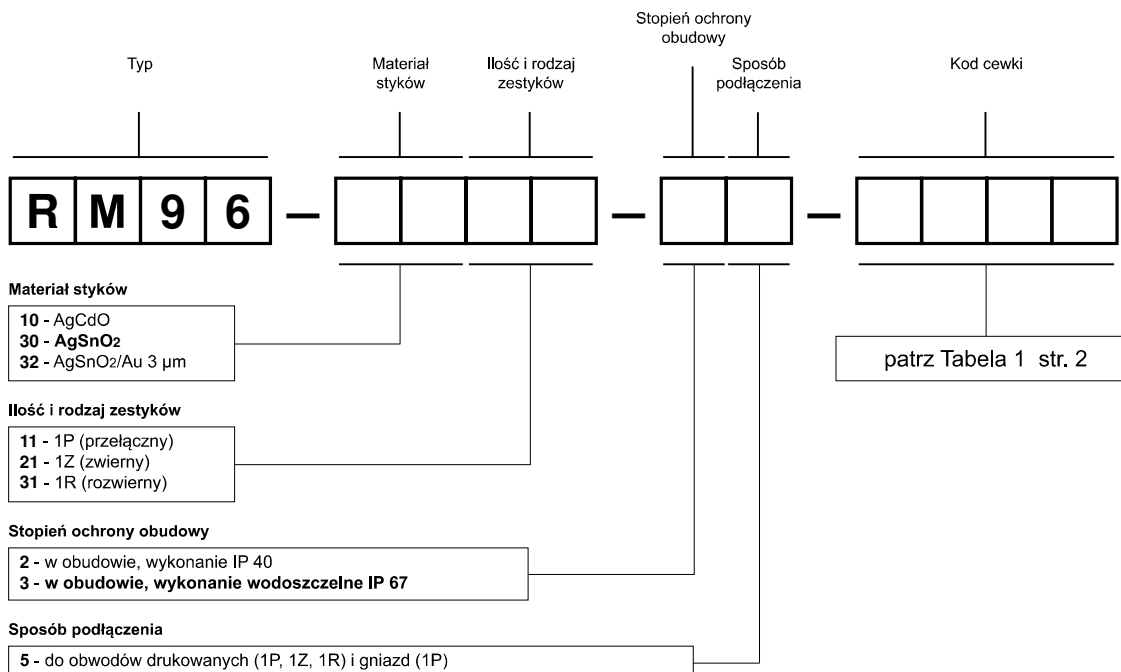 Stopień ochrony
obudowy
Typ
Materiał
styków
Ilość i rodzaj
zestyków
Sposób
podłączenia
Kod cewki
R M 9 6 – – –
Materiał styków
10 - AgCdO
30 - AgSnO2
32 - AgSnO2/Au 3 µm
patrz Tabela 1 str. 2
Ilość i rodzaj zestyków
11 - 1P (przełączny)
21 - 1Z (zwierny)
31 - 1R (rozwierny)
Stopień ochrony obudowy
2 - w obudowie, wykonanie IP 40
3 - w obudowie, wykonanie wodoszczelne IP 67
Sposób podłączenia
5 - do obwodów drukowanych (1P, 1Z, 1R) i gniazd (1P)